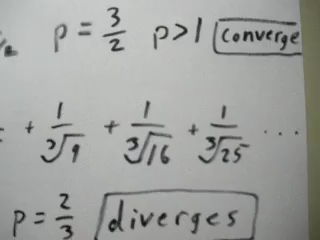 p = 3/2 p>1 converge
+ 1/∛9 + 1/∛16 + 1/∛25 ...
p = 2/3 diverges